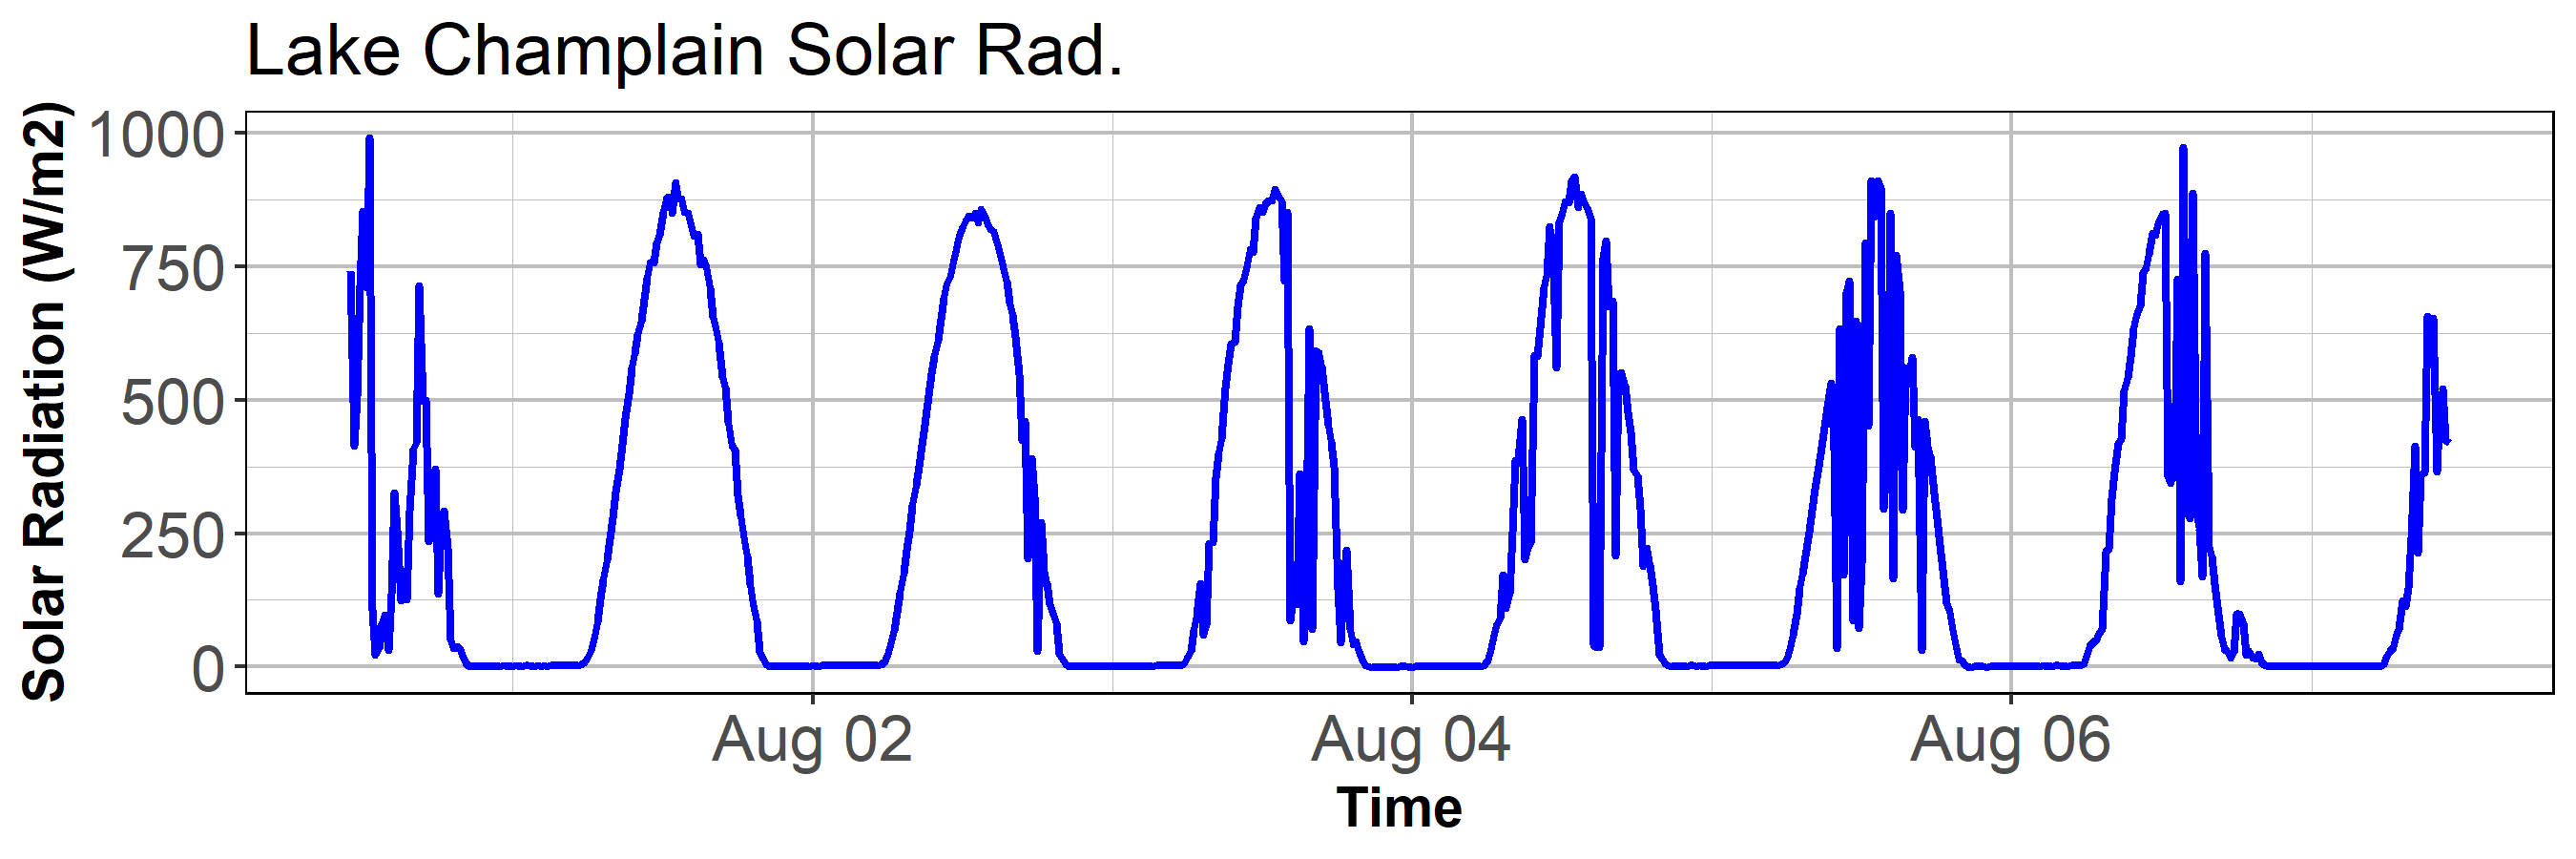 Lake Champlain Solar Rad.
Solar Radiation (W/m2)
1000
750
500
250
0
Aug 02
Aug 04
Aug 06
Time